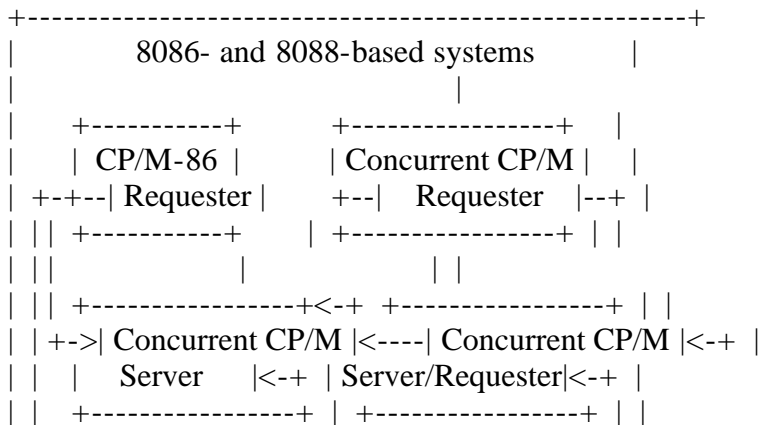 +----------------------------------------------------------+
| 8086- and 8088-based systems |
| |
| +-----------+ +-----------------+ |
| | CP/M-86 | | Concurrent CP/M | |
| +-+--| Requester | +--| Requester |--+ |
| | | +-----------+ | +-----------------+ | |
| | | | | |
| | | +-----------------+<-+ +-----------------+ | |
| | +->| Concurrent CP/M |<----| Concurrent CP/M |<-+ |
| | | Server |<-+ | Server/Requester|<-+ |
| | +-----------------+ | +-----------------+ | |